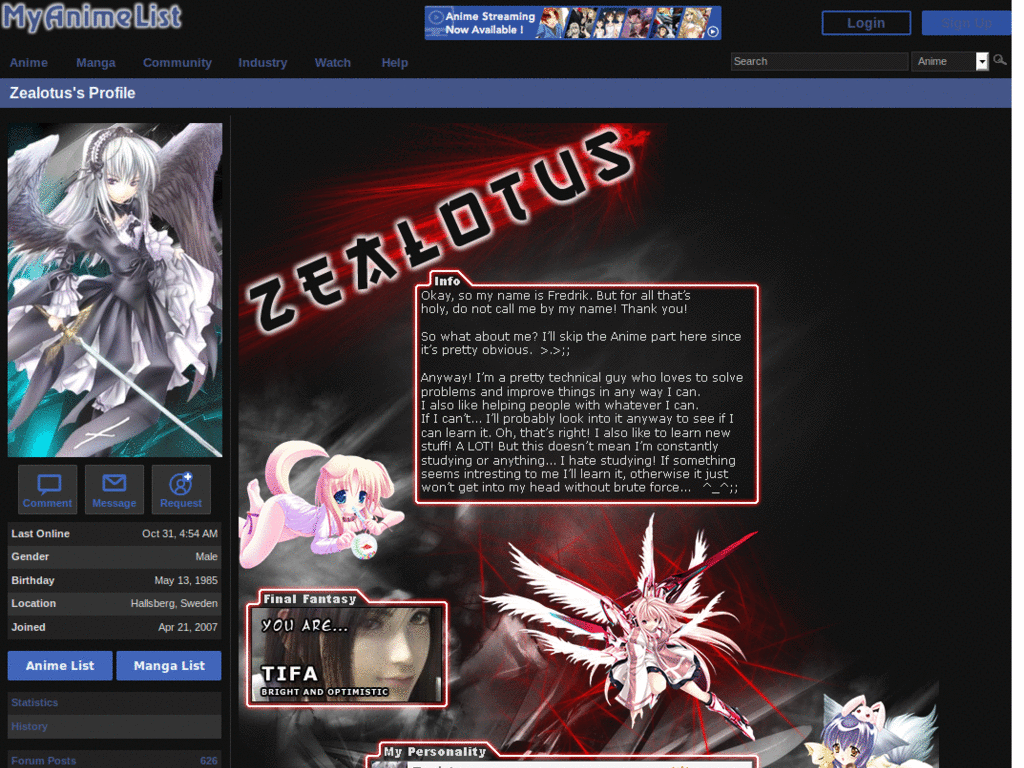 MyAnimeList
Anime Streaming
Now Available !
Login
Sign Up
Anime
Manga
Community
Industry
Watch
Help
Search
Anime
Zealotus's Profile
ZEALOTUS
Info
Okay, so my name is Fredrik. But for all that's
holy, do not call me by my name! Thank you!
So what about me? I'll skip the Anime part here since
it's pretty obvious. >.>;;
Anyway! I'm a pretty technical guy who loves to solve
problems and improve things in any way I can.
I also like helping people with whatever I can.
If I can't... I'll probably look into it anyway to see if I
can learn it. Oh, that's right! I also like to learn new
stuff! A LOT! But this doesn't mean I'm constantly
studying or anything... I hate studying! If something
seems intresting to me I'll learn it, otherwise it just
won't get into my head without brute force... ^_^;;
Comment
Message
Request
Last Online Oct 31, 4:54 AM
Gender Male
Birthday May 13, 1985
Location Hallsberg, Sweden
Joined Apr 21, 2007
Anime List
Manga List
Statistics
History
Forum Posts 626
Final Fantasy
YOU ARE...
TIFA
BRIGHT AND OPTIMISTIC
My Personality